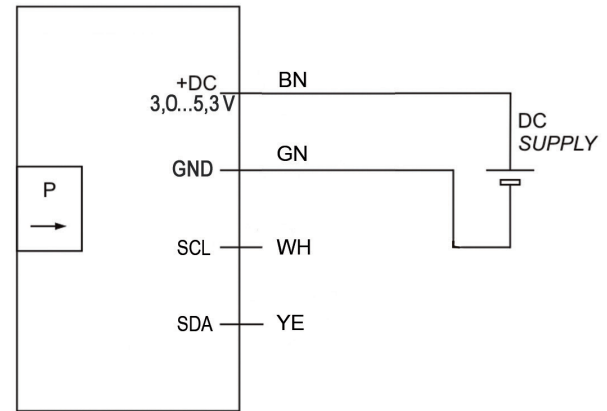 +DC
3,0...5,3 V
BN
DC
SUPPLY
GND
GN
P
SCL
WH
SDA
YE